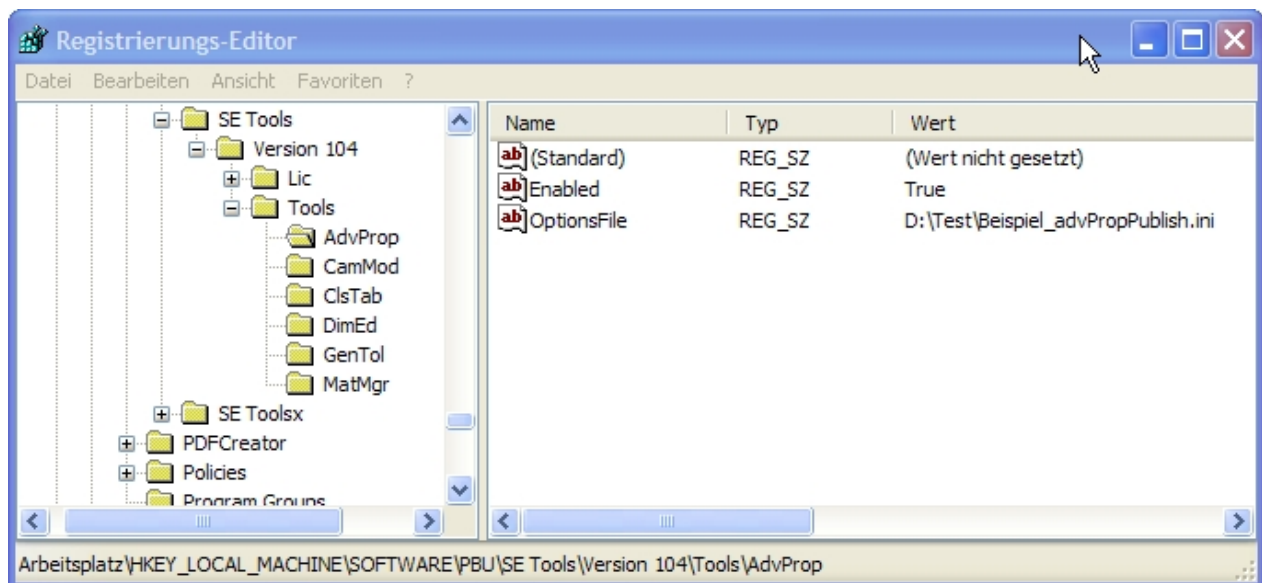 Registrierungs-Editor
Datei Bearbeiten Ansicht Favoriten ?
SE Tools
Version 104
Lic
Tools
AdvProp
CamMod
ClsTab
DimEd
GenTol
MatMgr
SE Toolsx
PDFCreator
Policies
Program Groups
Name Typ Wert
(Standard) REG_SZ (Wert nicht gesetzt)
Enabled REG_SZ True
OptionsFile REG_SZ D:\Test\Beispiel_advPropPublish.ini
Arbeitsplatz\HKEY_LOCAL_MACHINE\SOFTWARE\PBU\SE Tools\Version 104\Tools\AdvProp